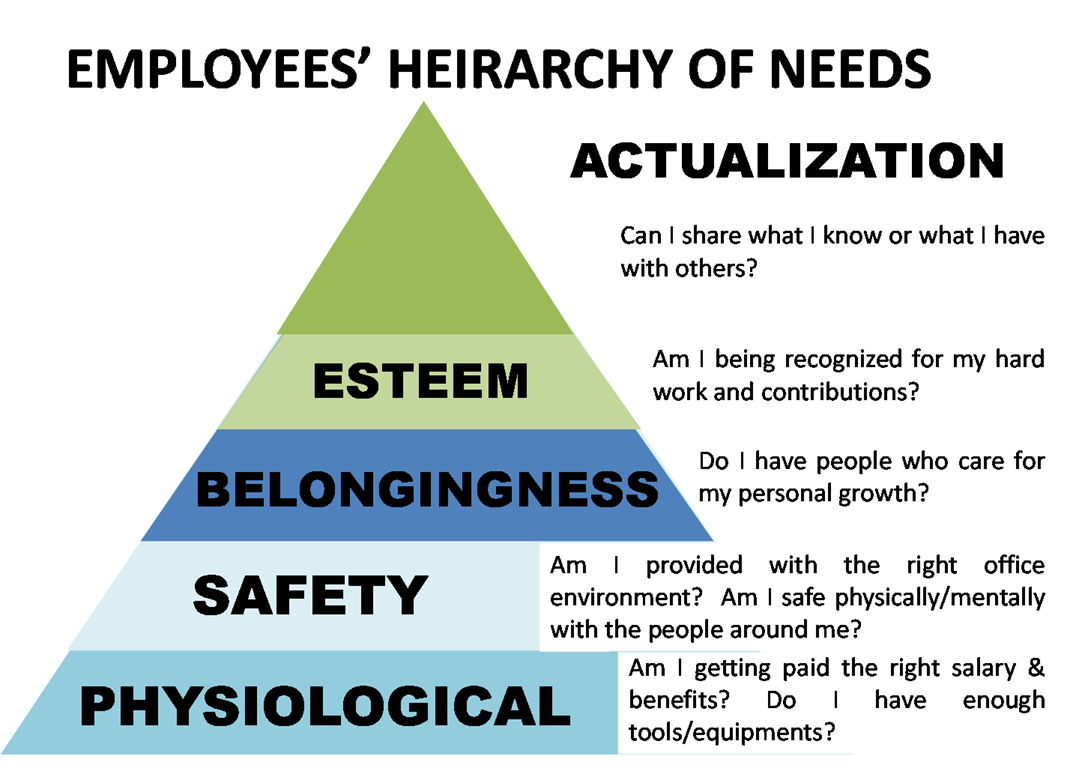 EMPLOYEES’ HEIRARCHY OF NEEDS
ACTUALIZATION
Can I share what I know or what I have
with others?
ESTEEM
Am I being recognized for my hard
work and contributions?
BELONGINGNESS
Do I have people who care for
my personal growth?
SAFETY
Am I provided with the right office
environment? Am I safe physically/mentally
with the people around me?
PHYSIOLOGICAL
Am I getting paid the right salary &
benefits? Do I have enough
tools/equipments?